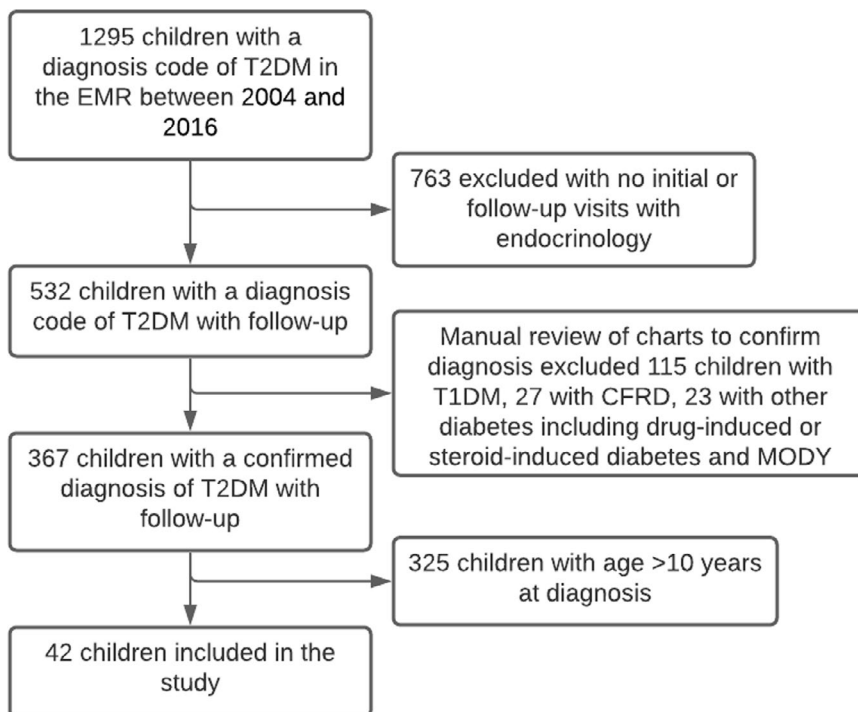 1295 children with a
diagnosis code of T2DM in
the EMR between 2004 and
2016
763 excluded with no initial or
follow-up visits with
endocrinology
532 children with a diagnosis
code of T2DM with follow-up
Manual review of charts to confirm
diagnosis excluded 115 children with
T1DM, 27 with CFRD, 23 with other
diabetes including drug-induced or
steroid-induced diabetes and MODY
367 children with a confirmed
diagnosis of T2DM with
follow-up
325 children with age >10 years
at diagnosis
42 children included in the
study